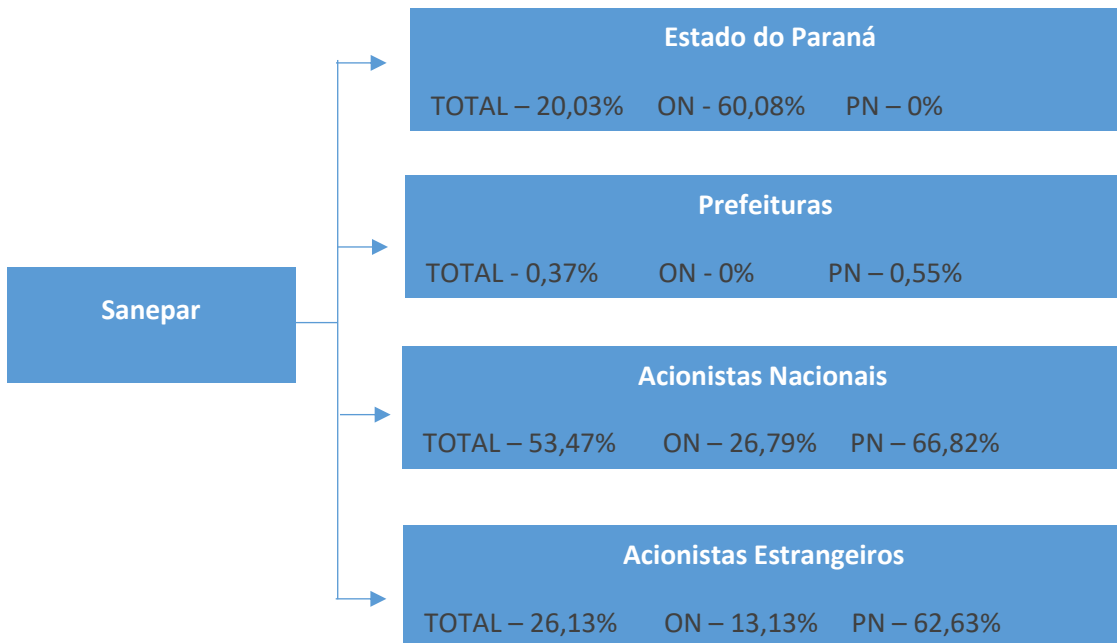 Estado do Paraná
TOTAL – 20,03% ON - 60,08% PN – 0%
Prefeituras
TOTAL - 0,37% ON - 0% PN – 0,55%
Sanepar
Acionistas Nacionais
TOTAL – 53,47% ON – 26,79% PN – 66,82%
Acionistas Estrangeiros
TOTAL – 26,13% ON – 13,13% PN – 62,63%